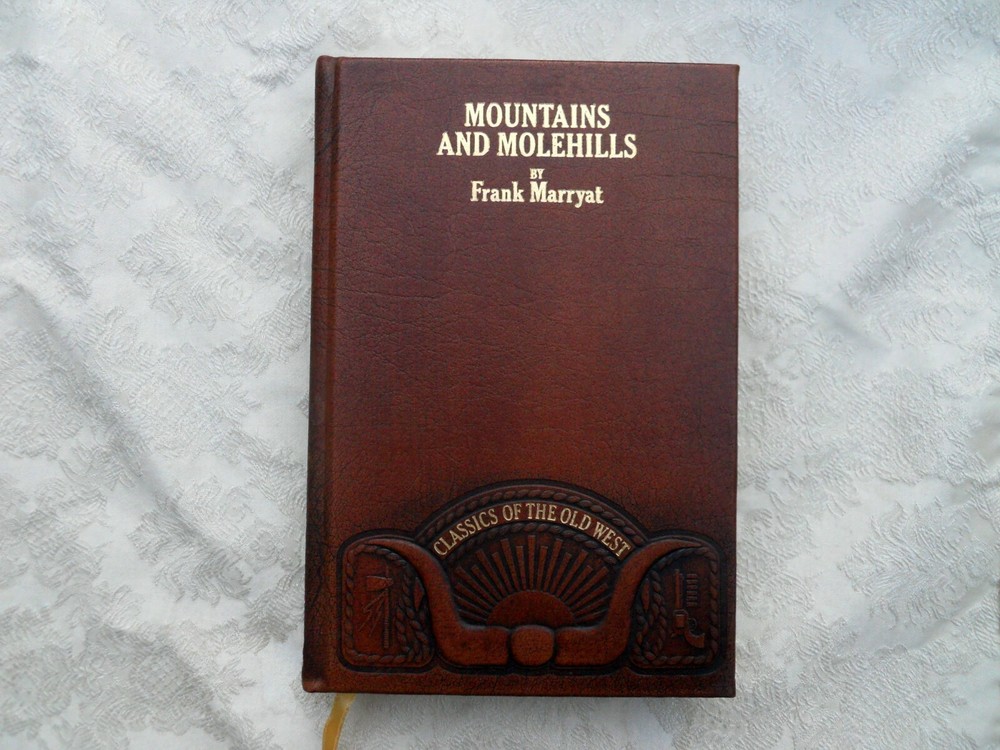 MOUNTAINS
AND MOLEHILLS
BY
Frank Marryat
CLASSICS OF THE OLD WEST